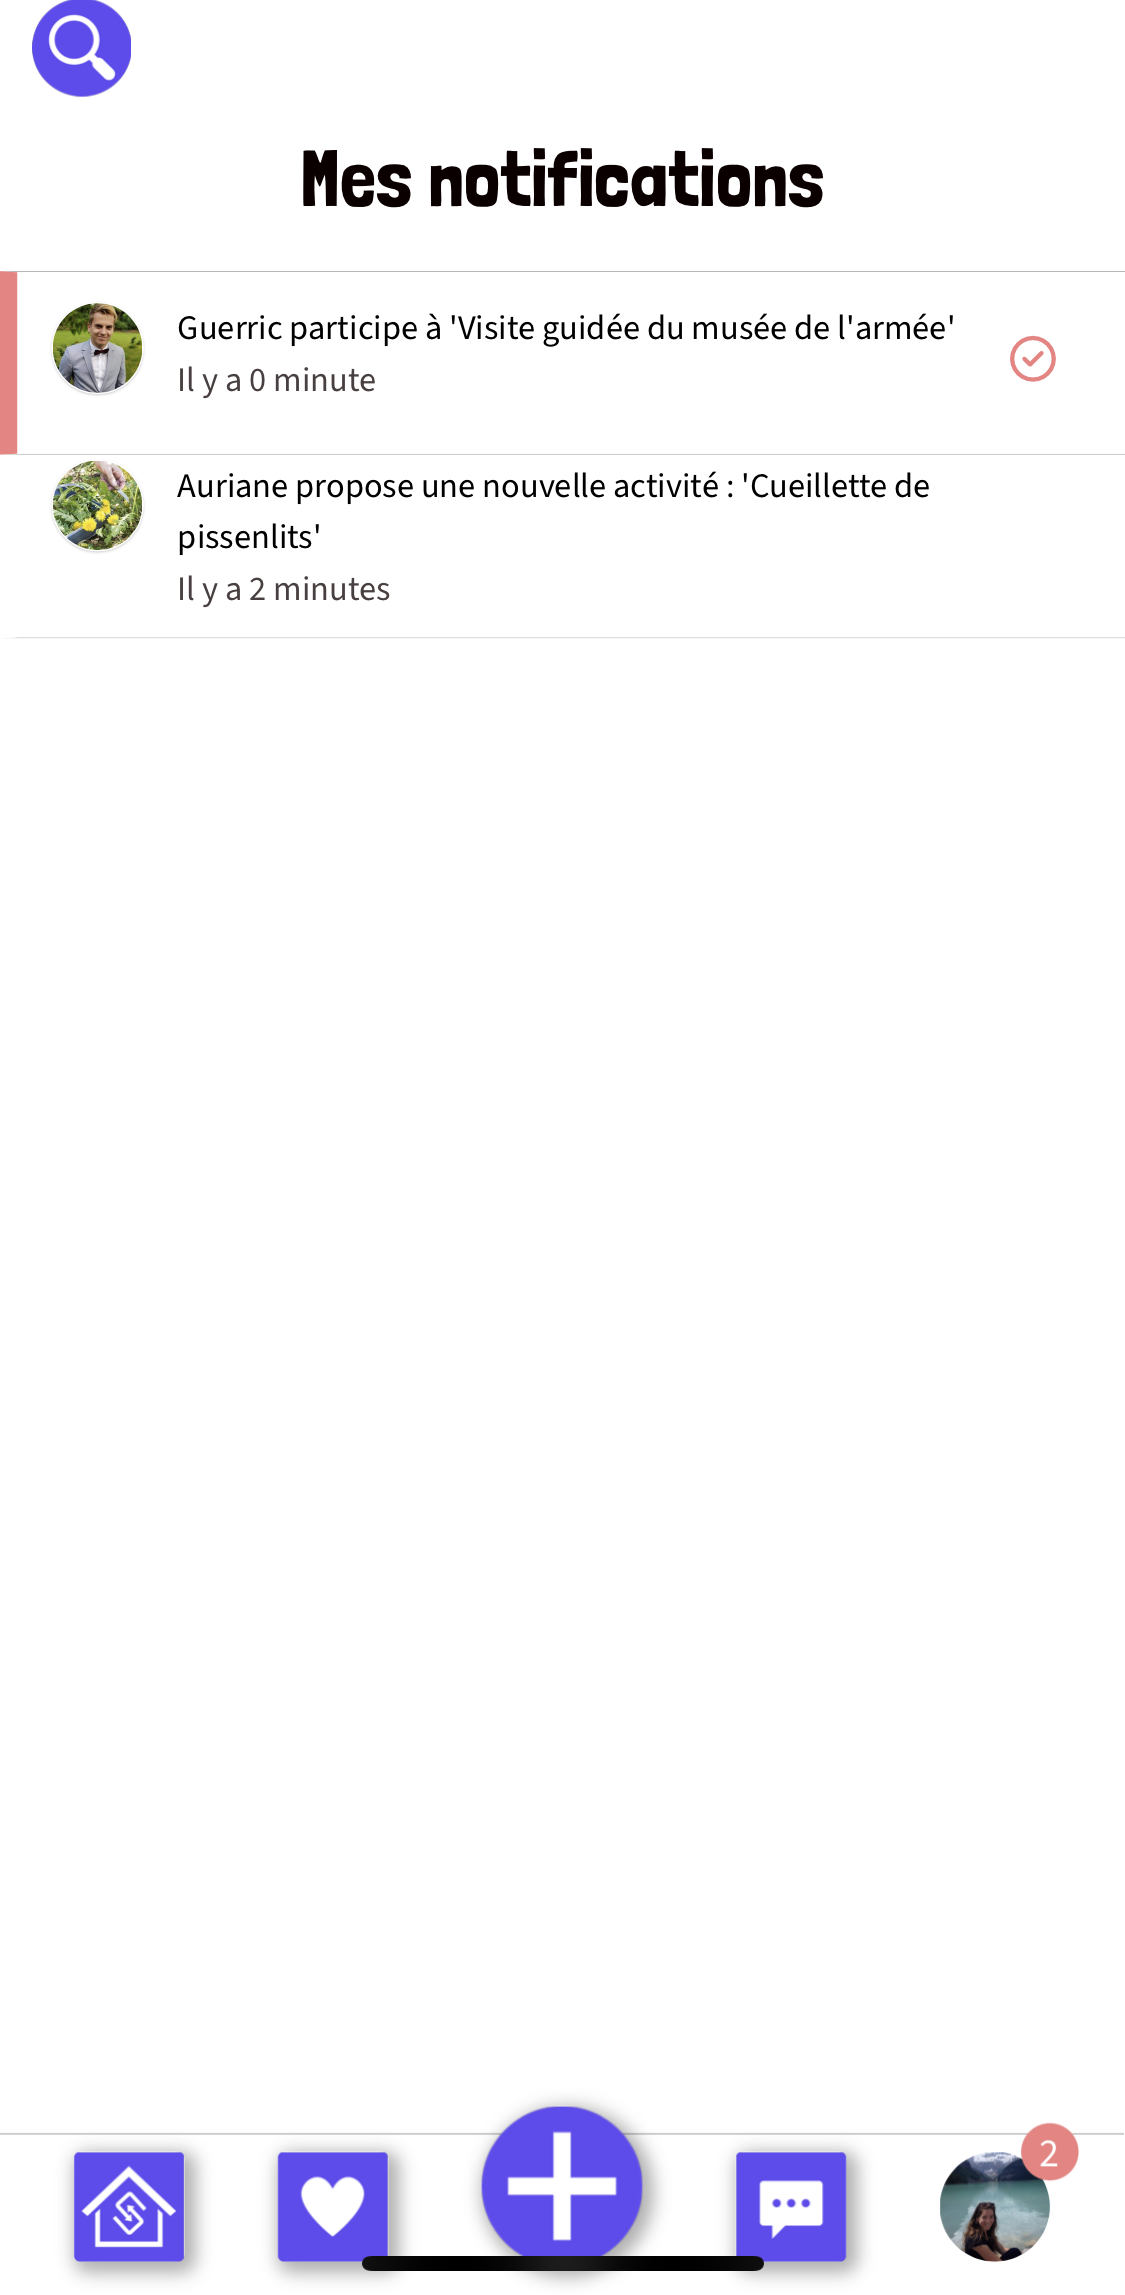 Mes notifications
Guerric participe à 'Visite guidée du musée de l'armée'
Il y a 0 minute
Auriane propose une nouvelle activité : 'Cueillette de
pissenlits'
Il y a 2 minutes
2